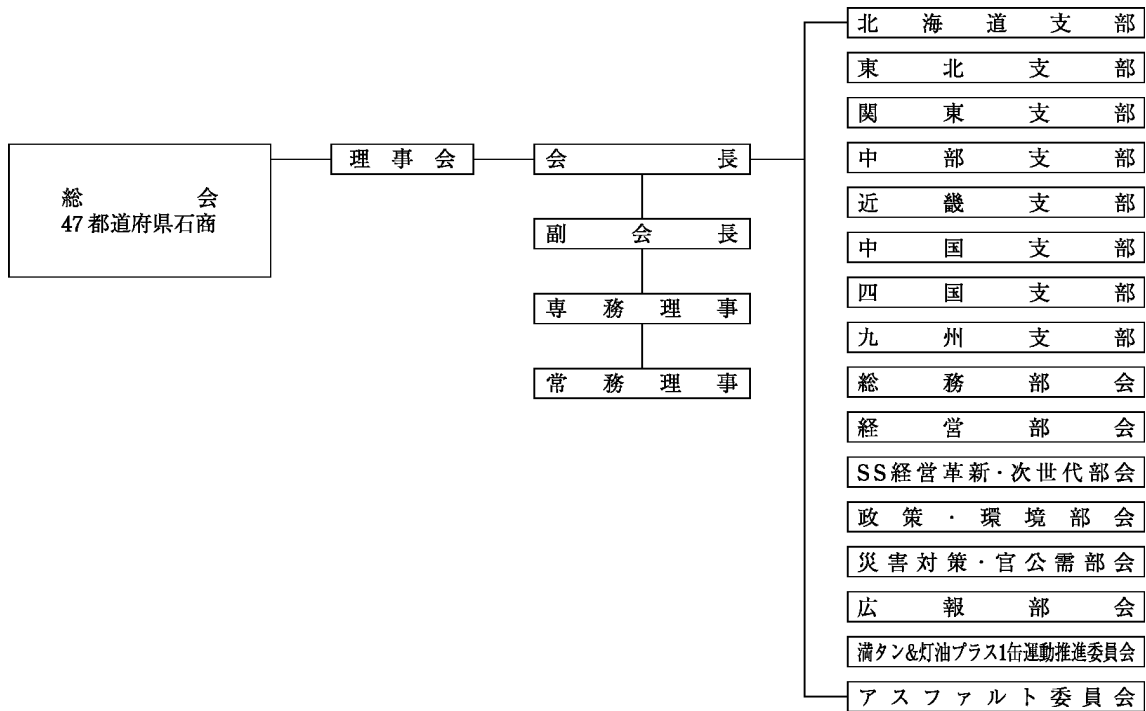 総会
47都道府県石商
理事会
会長
副会長
専務理事
常務理事
北海道支部
東北支部
関東支部
中部支部
近畿支部
中国支部
四国支部
九州支部
総務部会
経営部会
SS経営革新・次世代部会
政策・環境部会
災害対策・官公需部会
広報部会
満タン&灯油プラス1缶運動推進委員会
アスファルト委員会